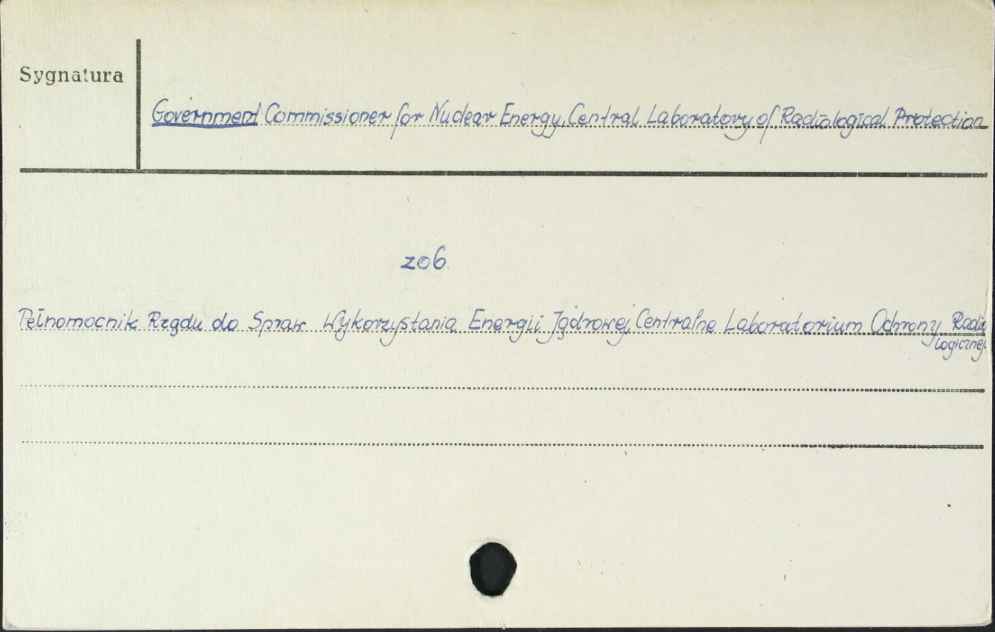 Sygnatura
Government Commissioner for Nuclear Energy, Central Laboratory of Radiological Protection
zob.
Pełnomocnik Rządu do Spraw Wykorzystania Energii Jądrowej, Centralne Laboratorium Ochrony Radio
logicznej